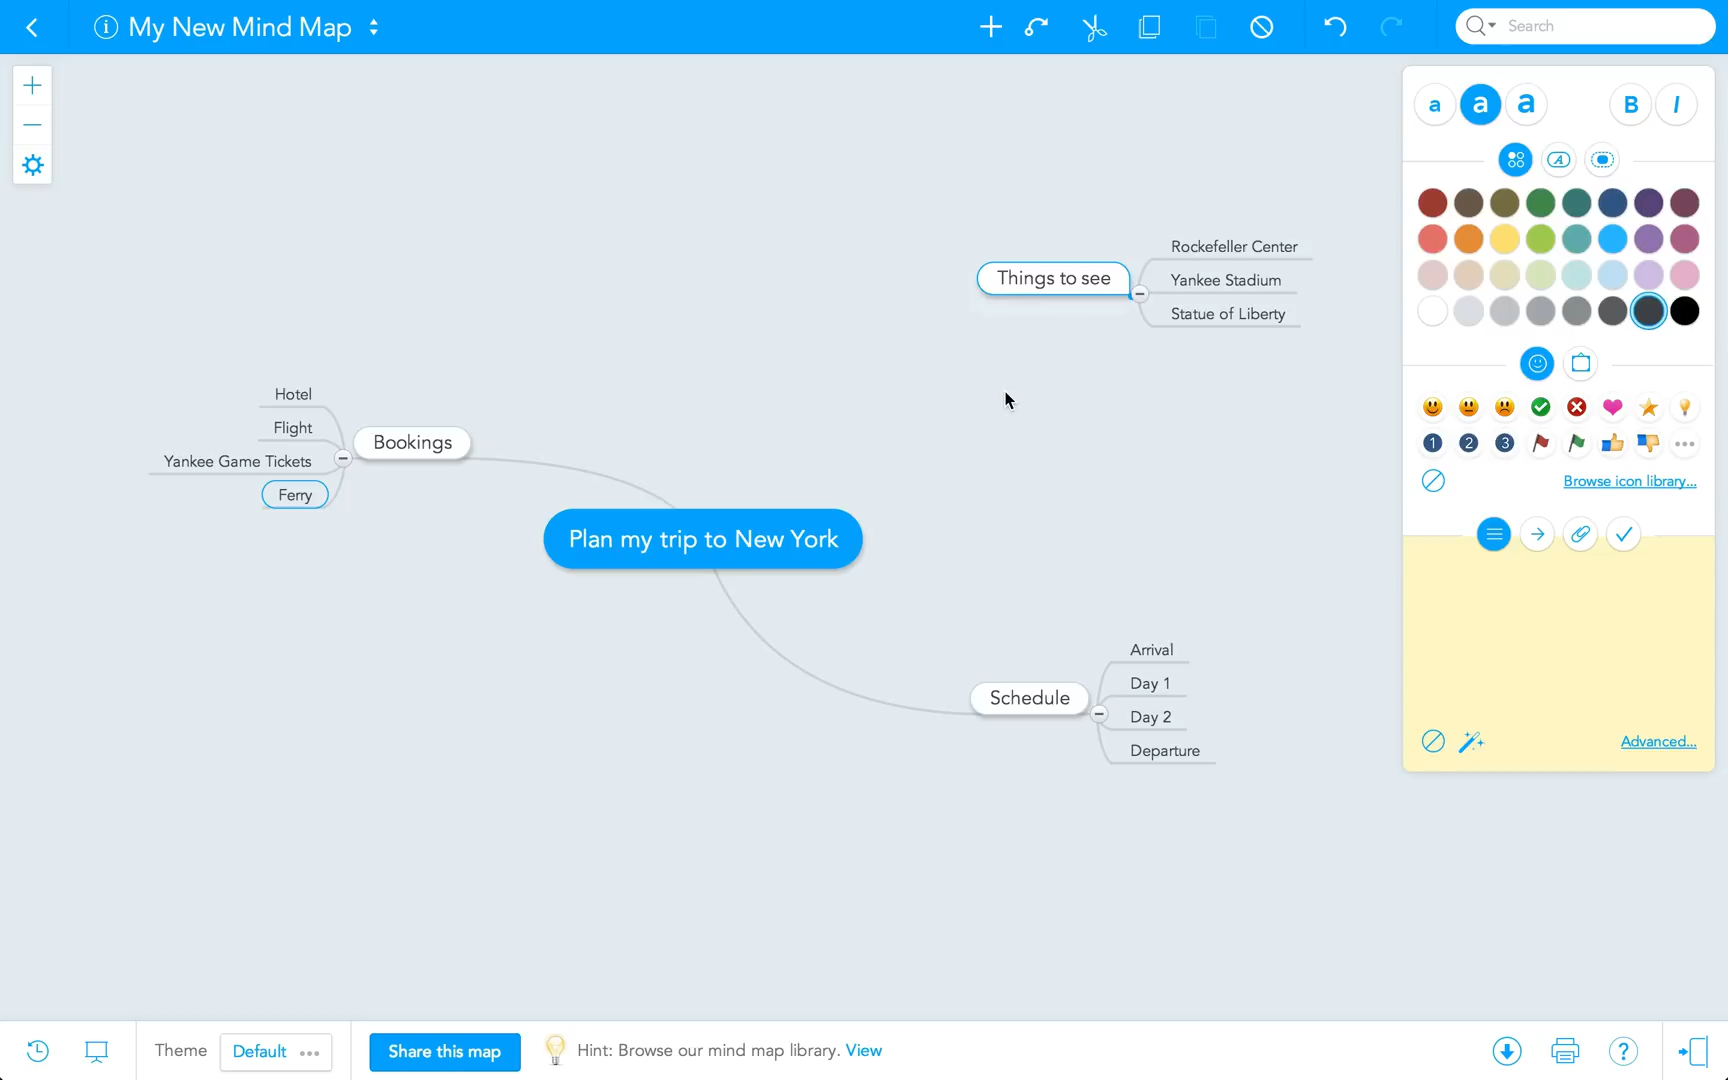 My New Mind Map
Search
a a a B I
A
Rockefeller Center
Things to see
Yankee Stadium
Statue of Liberty
Hotel
Bookings
Flight
Yankee Game Tickets
Ferry
1 2 3
Browse icon library...
Plan my trip to New York
Arrival
Schedule
Day 1
Day 2
Departure
Advanced...
Theme Default
Share this map
Hint: Browse our mind map library. View